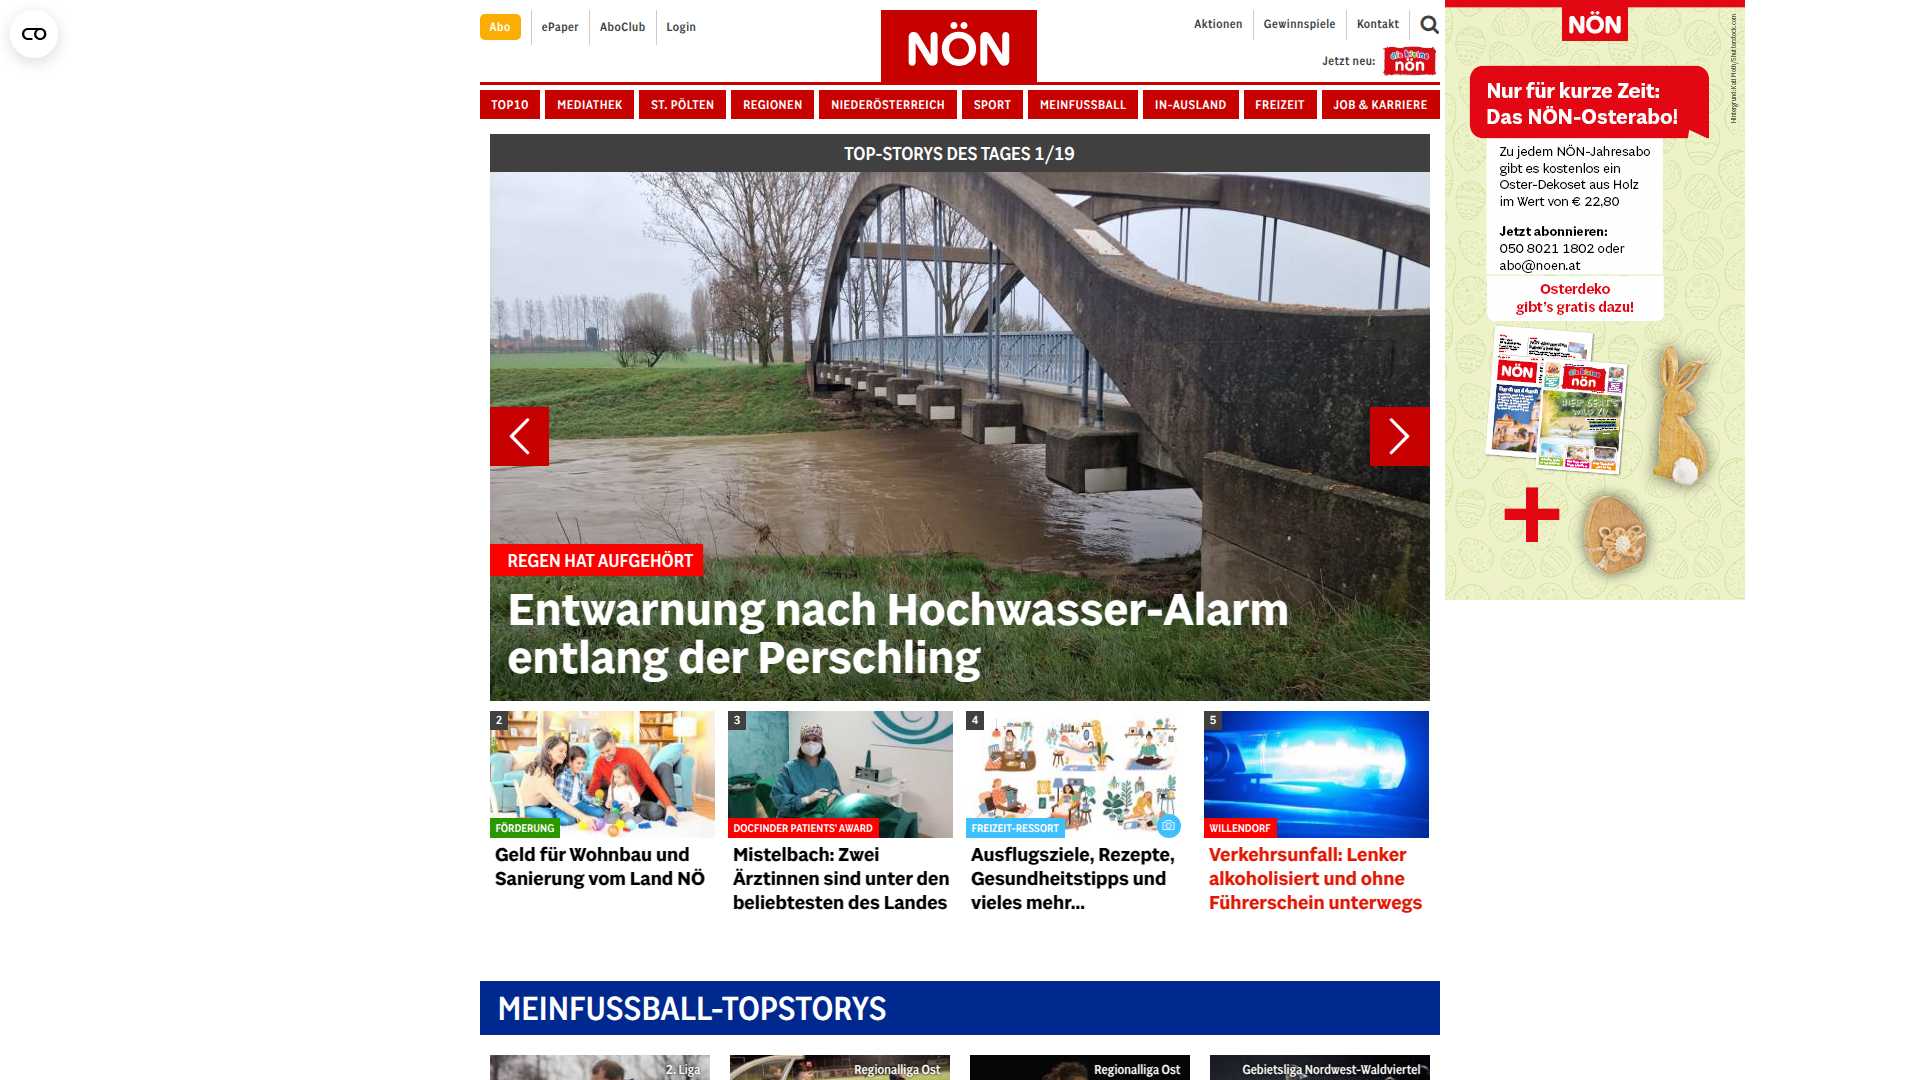 Abo
ePaper
AboClub
Login
NÖN
Aktionen
Gewinnspiele
Kontakt
Jetzt neu:
die kleine
nön
TOP10
MEDIATHEK
ST. PÖLTEN
REGIONEN
NIEDERÖSTERREICH
SPORT
MEINFUSSBALL
IN-AUSLAND
FREIZEIT
JOB & KARRIERE
TOP-STORYS DES TAGES 1/19
REGEN HAT AUFGEHÖRT
Entwarnung nach Hochwasser-Alarm
entlang der Perschling
2
FÖRDERUNG
Geld für Wohnbau und
Sanierung vom Land NÖ
3
DOCFINDER PATIENTS' AWARD
Mistelbach: Zwei
Ärztinnen sind unter den
beliebtesten des Landes
4
FREIZEIT-RESSORT
Ausflugsziele, Rezepte,
Gesundheitstipps und
vieles mehr...
5
WILLENDORF
Verkehrsunfall: Lenker
alkoholisiert und ohne
Führerschein unterwegs
MEINFUSSBALL-TOPSTORYS
2. Liga
Regionalliga Ost
Regionalliga Ost
Gebietsliga Nordwest-Waldviertel
NÖN
Nur für kurze Zeit:
Das NÖN-Osterabo!
Zu jedem NÖN-Jahresabo
gibt es kostenlos ein
Oster-Dekoset aus Holz
im Wert von € 22,80
Jetzt abonnieren:
050 8021 1802 oder
abo@noen.at
Osterdeko
gibt's gratis dazu!
NÖN
die kleine
nön